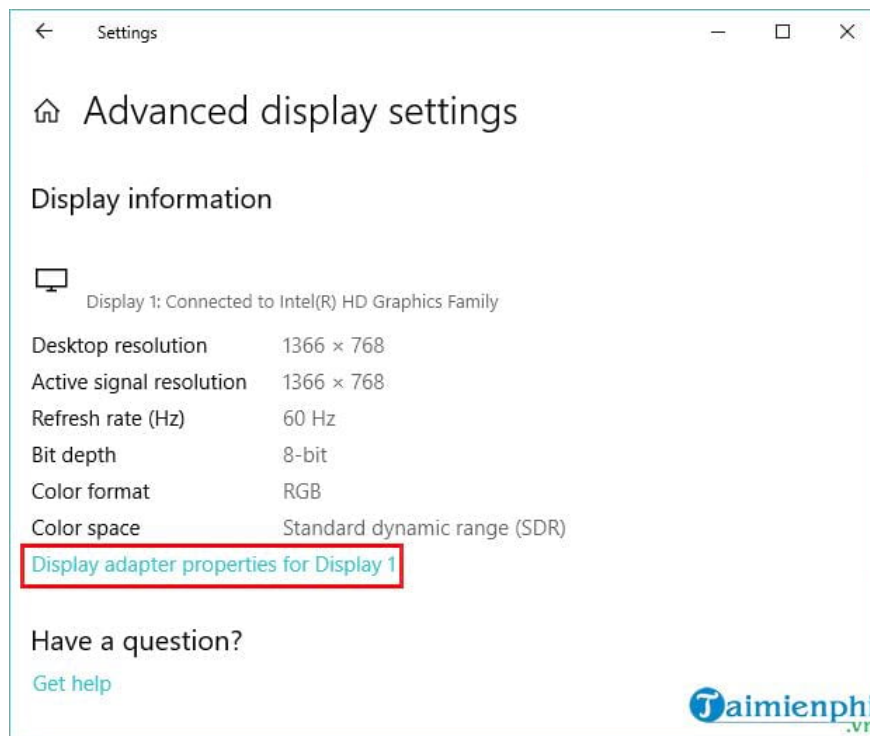 Settings
Advanced display settings
Display information
Display 1: Connected to Intel(R) HD Graphics Family
Desktop resolution 1366 × 768
Active signal resolution 1366 × 768
Refresh rate (Hz) 60 Hz
Bit depth 8-bit
Color format RGB
Color space Standard dynamic range (SDR)
Display adapter properties for Display 1
Have a question?
Get help
Taimienphi
.vn